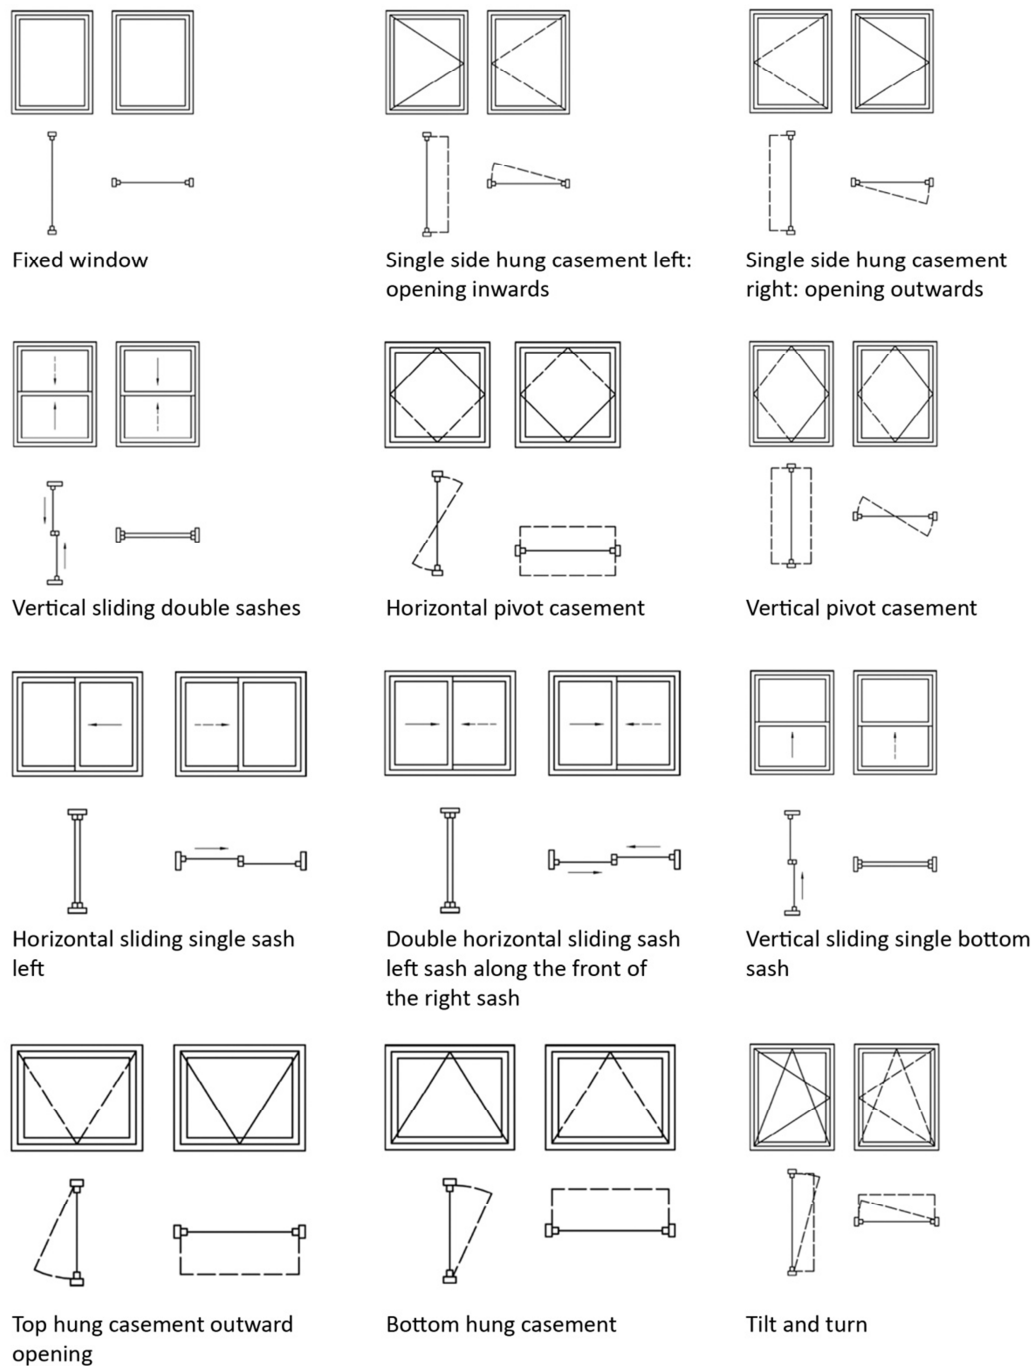 Fixed window
Single side hung casement left:
opening inwards
Single side hung casement
right: opening outwards
Vertical sliding double sashes
Horizontal pivot casement
Vertical pivot casement
Horizontal sliding single sash
left
Double horizontal sliding sash
left sash along the front of
the right sash
Vertical sliding single bottom
sash
Top hung casement outward
opening
Bottom hung casement
Tilt and turn